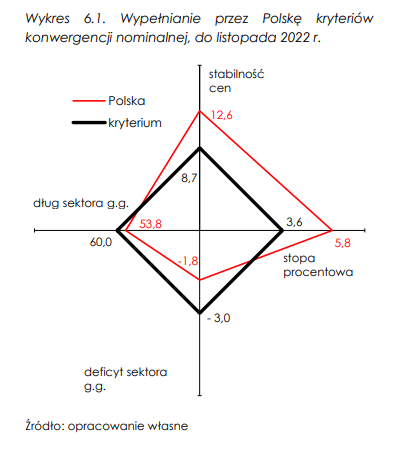 Wykres 6.1. Wypełnianie przez Polskę kryteriów
konwergencji nominalnej, do listopada 2022 r.
stabilność
cen
Polska
12,6
kryterium
8,7
dług sektora g.g.
53,8
3,6
60,0
5,8
-1,8
stopa
procentowa
- 3,0
deficyt sektora
g.g.
Źródło: opracowanie własne